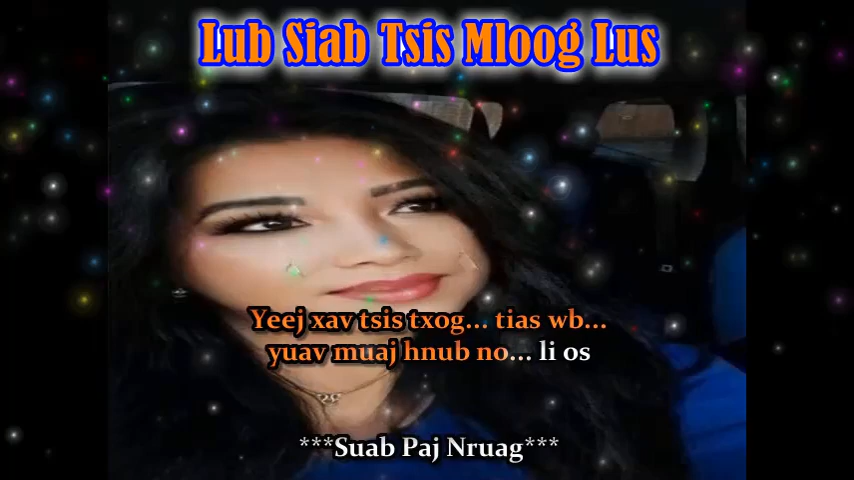 Lub Siab Tsis Mloog Lus
Yeej xav tsis txog... tias wb...
yuav muaj hnub no... li os
***Suab Paj Nruag***